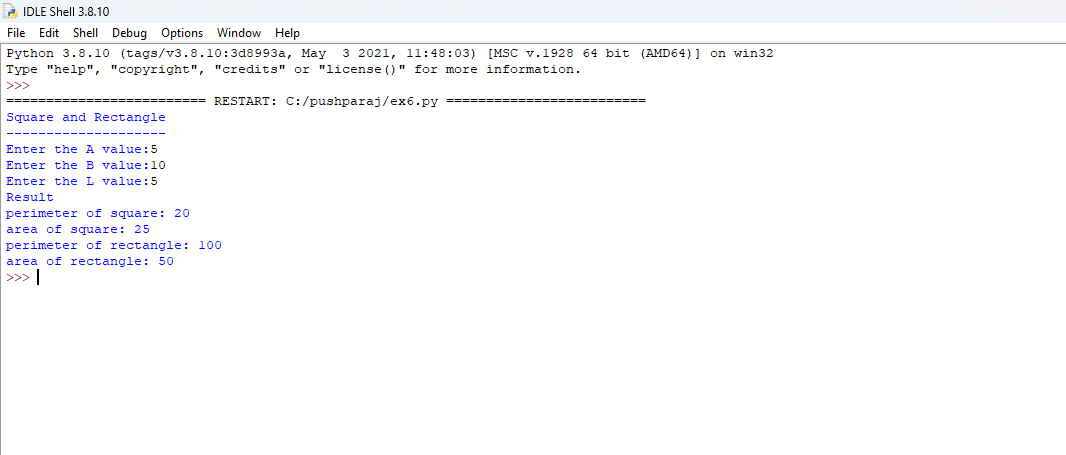 IDLE Shell 3.8.10
File Edit Shell Debug Options Window Help
Python 3.8.10 (tags/v3.8.10:3d8993a, May  3 2021, 11:48:03) [MSC v.1928 64 bit (AMD64)] on win32
Type "help", "copyright", "credits" or "license()" for more information.
>>>
========================= RESTART: C:/pushparaj/ex6.py =========================
Square and Rectangle
--------------------
Enter the A value:5
Enter the B value:10
Enter the L value:5
Result
perimeter of square: 20
area of square: 25
perimeter of rectangle: 100
area of rectangle: 50
>>>